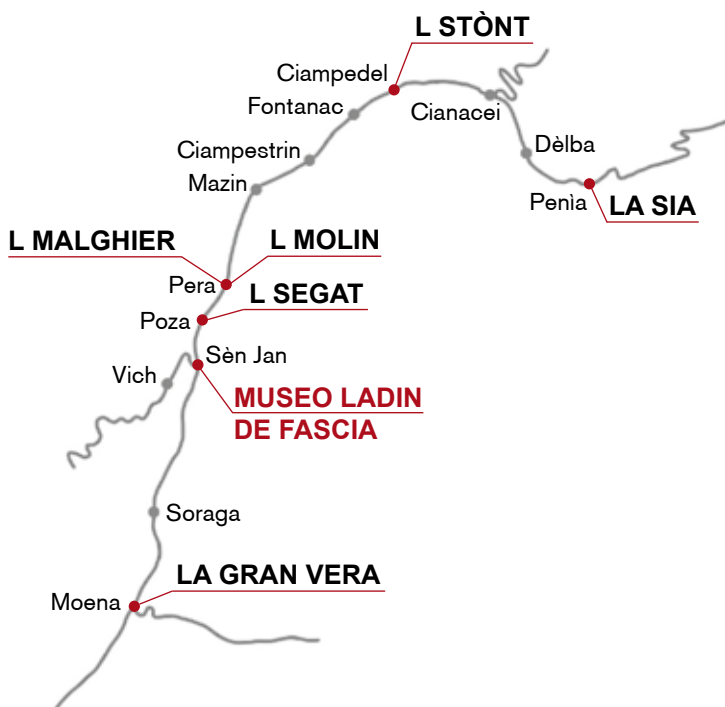 L STÒNT
Ciampedel
Fontanac
Cianacei
Ciampestrin
Dèlba
Mazin
Penìa
LA SIA
L MALGHIER
L MOLIN
Pera
L SEGAT
Poza
Sèn Jan
Vich
MUSEO LADIN
DE FASCIA
Soraga
LA GRAN VERA
Moena